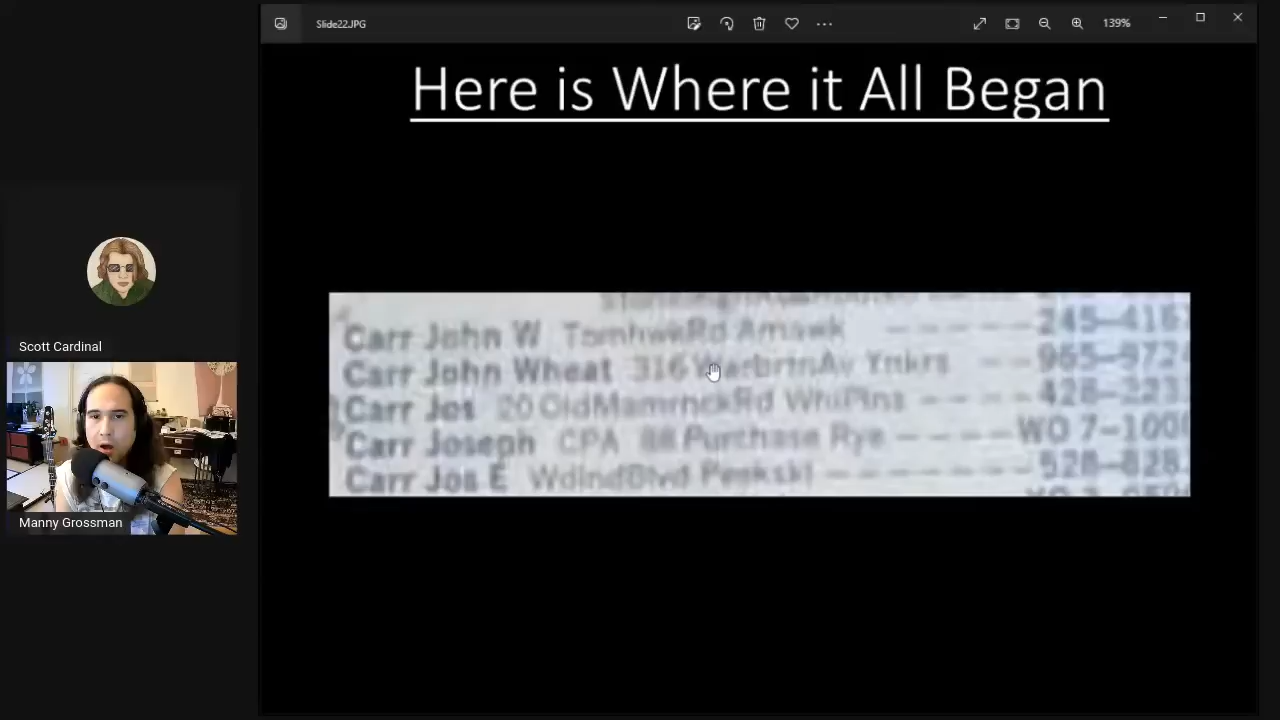 Slide22.JPG
139%
Here is Where it All Began
Carr John W TomhwkRd Amawk 245-416
Carr John Wheat 316 Ynkrs 965-972
Carr Jos 20 OldMamrnckRd WhiPlns 428-223
Carr Joseph CPA Purchase Rye WO 7-100
Carr Jos E WdlndBlvd Peekskl 528-828
Scott Cardinal
Manny Grossman